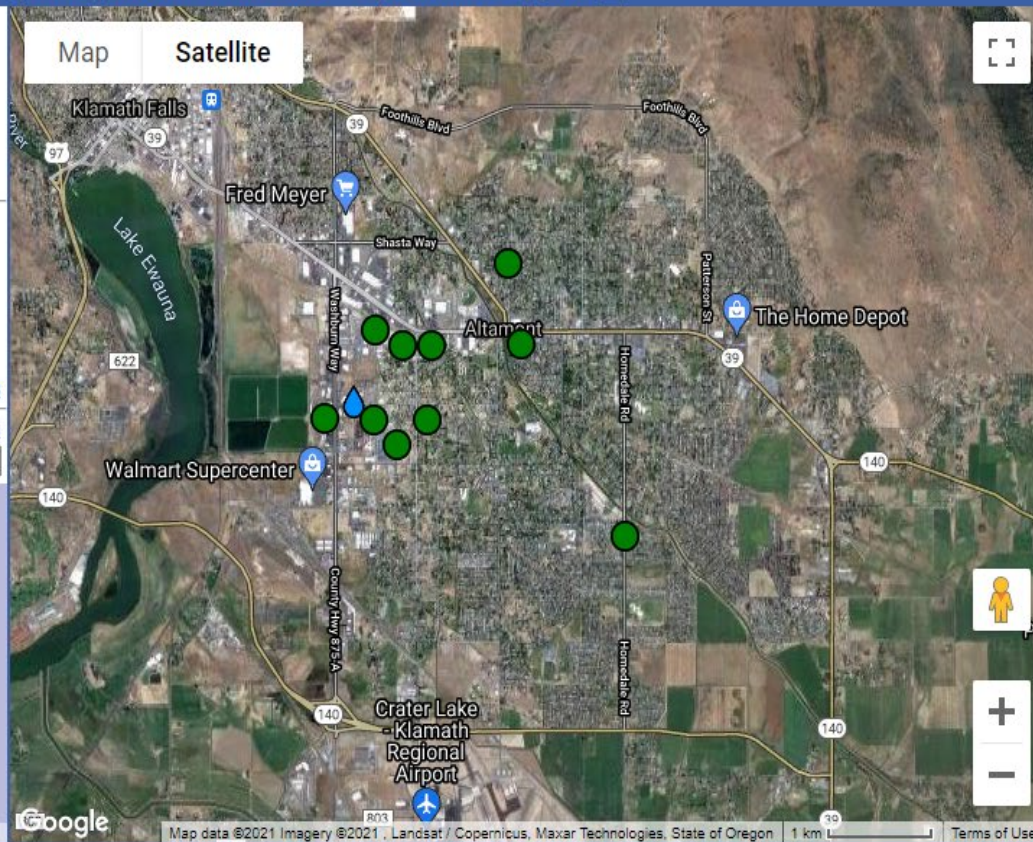 Map
Satellite
Klamath Falls
39
River
97
39
Foothills Blvd
Foothills Blvd
Fred Meyer
Shasta Way
Lake Ewauna
Washburn Way
Patterson St
The Home Depot
Altamont
622
39
Homedale Rd
Walmart Supercenter
140
140
County Hwy 875-A
Homedale Rd
140
Crater Lake
- Klamath
Regional
Airport
140
803
39
Google
Map data ©2021 Imagery ©2021 , Landsat / Copernicus, Maxar Technologies, State of Oregon
1 km
Terms of Use